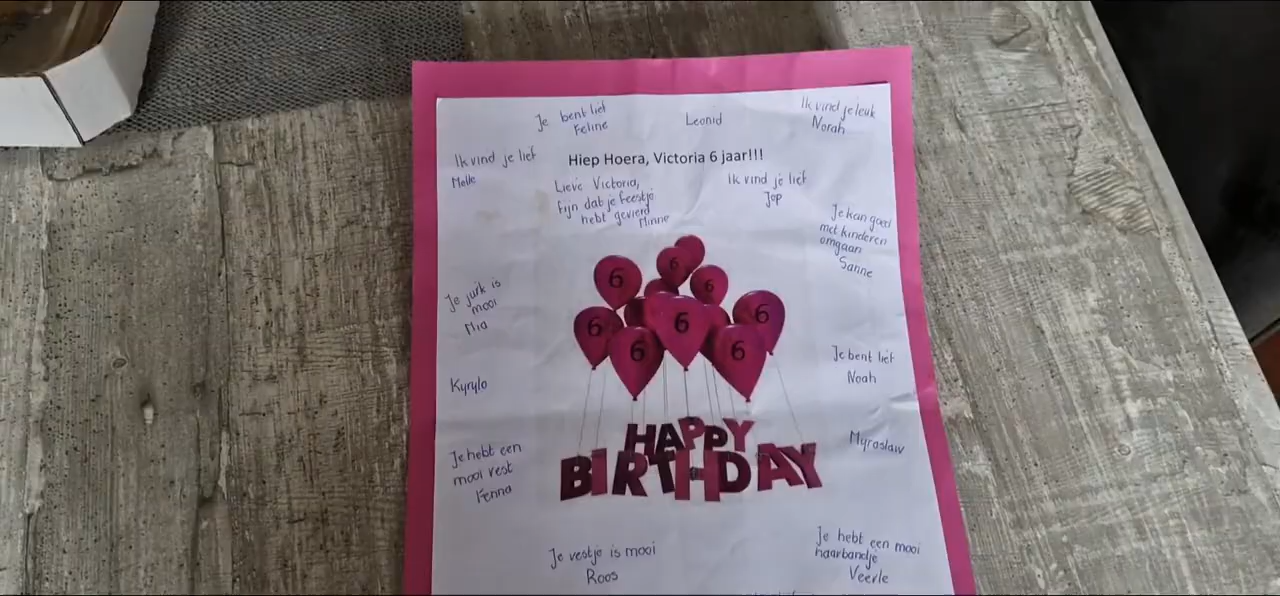 Je bent lief
Feline
Leonid
Ik vind je leuk
Norah
Ik vind je lief
Melle
Hiep Hoera, Victoria 6 jaar!!!
Lieve Victoria,
fijn dat je feestje
hebt gevierd
Minne
Ik vind je lief
Jop
Je kan goed
met kinderen
omgaan
Sanne
Je jurk is
mooi
Mia
6
6
6
6
6
6
6
6
Je bent lief
Noah
Kyrylo
HAPPY
BIRTHDAY
Myroslaw
Je hebt een
mooi vest
Fenna
Je vestje is mooi
Roos
Je hebt een mooi
haarbandje
Veerle